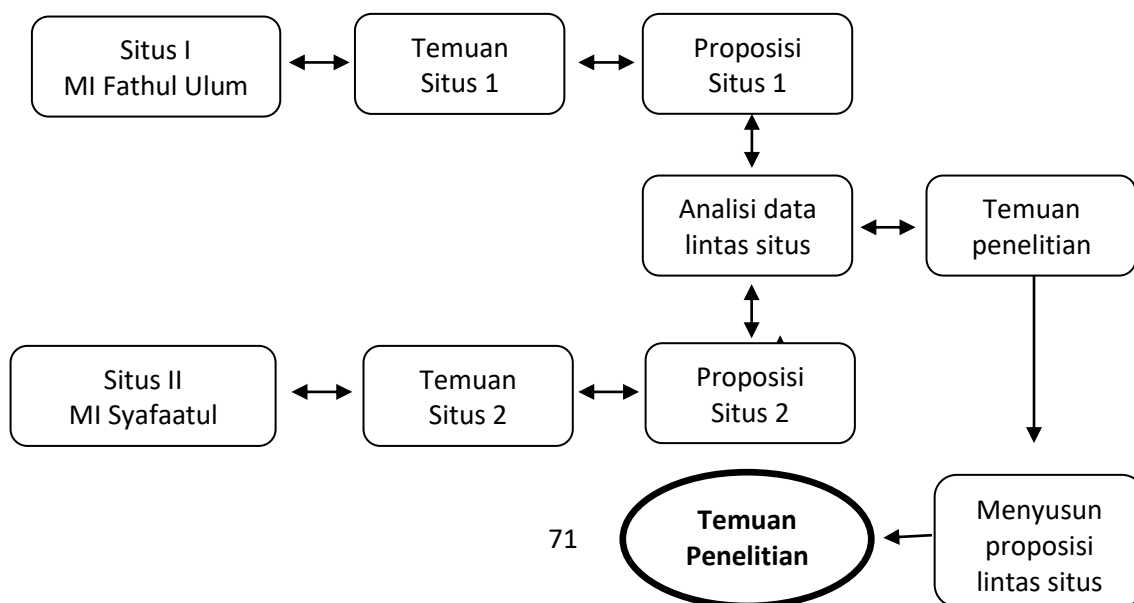 Situs I
MI Fathul Ulum
Temuan
Situs 1
Proposisi
Situs 1
Analisi data
lintas situs
Temuan
penelitian
Situs II
MI Syafaatul
Temuan
Situs 2
Proposisi
Situs 2
Menyusun
proposisi
lintas situs
Temuan
Penelitian
71